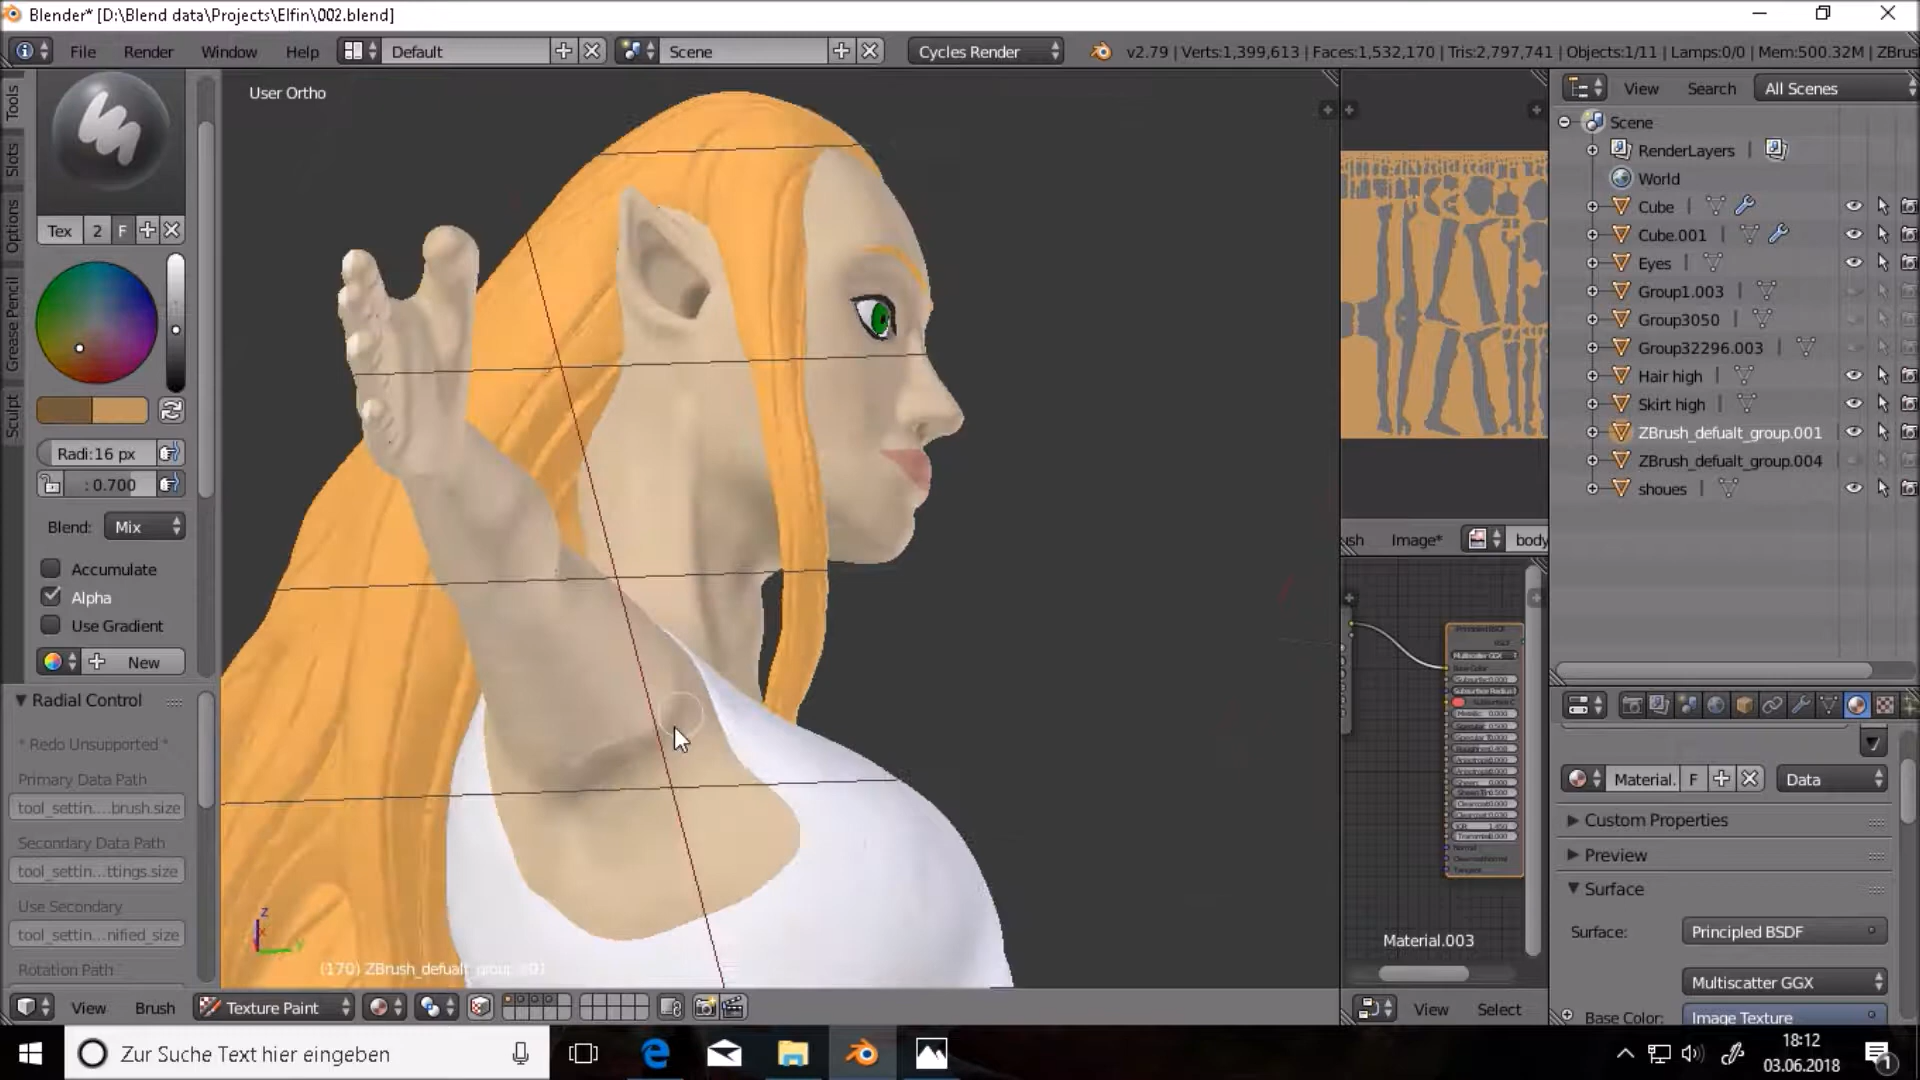 Blender* [D:\Blend data\Projects\Elfin\002.blend]
File Render Window Help Default Scene Cycles Render v2.79 | Verts:1,399,613 | Faces:1,532,170 | Tris:2,797,741 | Objects:1/11 | Lamps:0/0 | Mem:500.32M | ZBrus
Tools
Slots
Options
Grease Pencil
Sculpt
Tex 2 F
Radi:16 px
: 0.700
Blend: Mix
Accumulate
Alpha
Use Gradient
New
Radial Control
* Redo Unsupported *
Primary Data Path
tool_settin....brush.size
Secondary Data Path
tool_settin...ttings.size
Use Secondary
tool_settin...nified_size
Rotation Path
User Ortho
z
(170) ZBrush_defualt_group.001
View Brush Texture Paint
Image* body
Multiscatter GGX
Material.003
View Select
View Search All Scenes
Scene
RenderLayers |
World
Cube |
Cube.001 |
Eyes |
Group1.003 |
Group3050 |
Group32296.003 |
Hair high |
Skirt high |
ZBrush_defualt_group.001
ZBrush_defualt_group.004
shoues |
Material. F Data
Custom Properties
Preview
Surface
Surface: Principled BSDF
Multiscatter GGX
Base Color: Image Texture
Zur Suche Text hier eingeben
18:12
03.06.2018
1